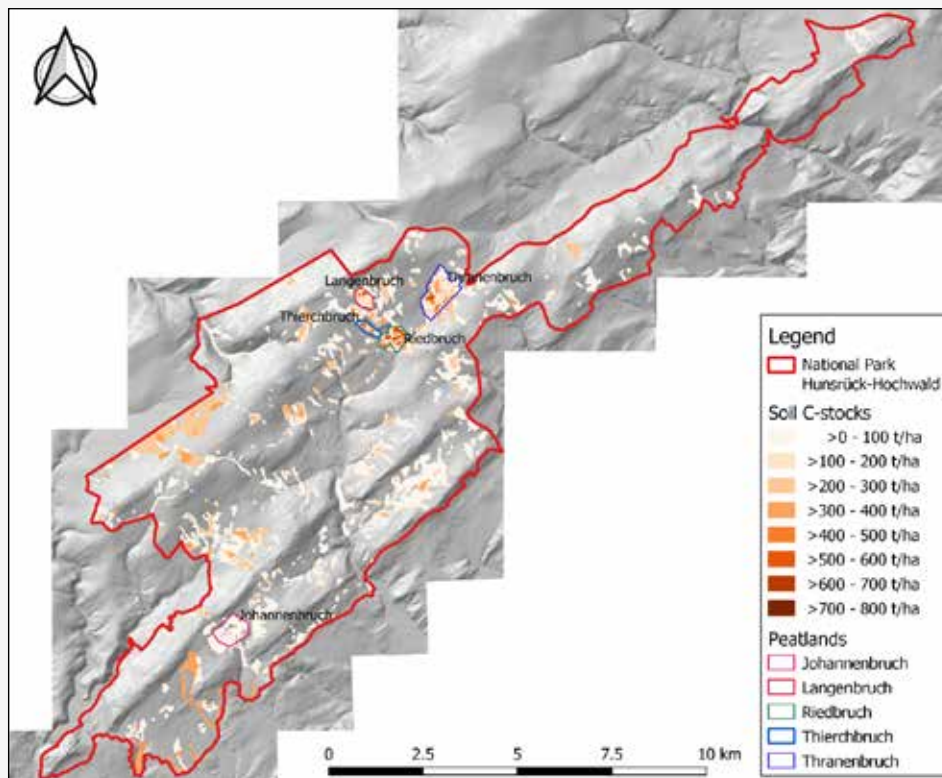 Langenbruch
Thranenbruch
Thierchbruch
Riedbruch
Johannenbruch
Legend
National Park
Hunsrück-Hochwald
Soil C-stocks
>0 - 100 t/ha
>100 - 200 t/ha
>200 - 300 t/ha
>300 - 400 t/ha
>400 - 500 t/ha
>500 - 600 t/ha
>600 - 700 t/ha
>700 - 800 t/ha
Peatlands
Johannenbruch
Langenbruch
Riedbruch
Thierchbruch
Thranenbruch
0 2.5 5 7.5 10 km